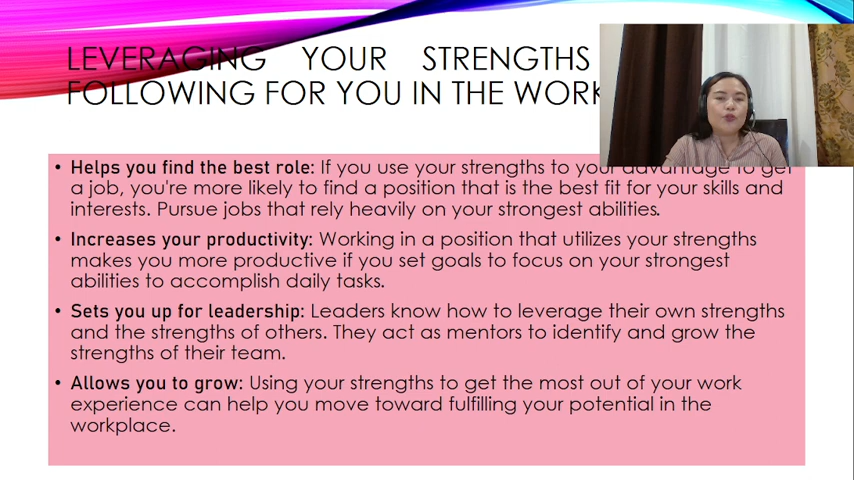 LEVERAGING YOUR STRENGTHS
FOLLOWING FOR YOU IN THE WORK
• Helps you find the best role: If you use your strengths to your advantage to get
a job, you're more likely to find a position that is the best fit for your skills and
interests. Pursue jobs that rely heavily on your strongest abilities.
• Increases your productivity: Working in a position that utilizes your strengths
makes you more productive if you set goals to focus on your strongest
abilities to accomplish daily tasks.
• Sets you up for leadership: Leaders know how to leverage their own strengths
and the strengths of others. They act as mentors to identify and grow the
strengths of their team.
• Allows you to grow: Using your strengths to get the most out of your work
experience can help you move toward fulfilling your potential in the
workplace.